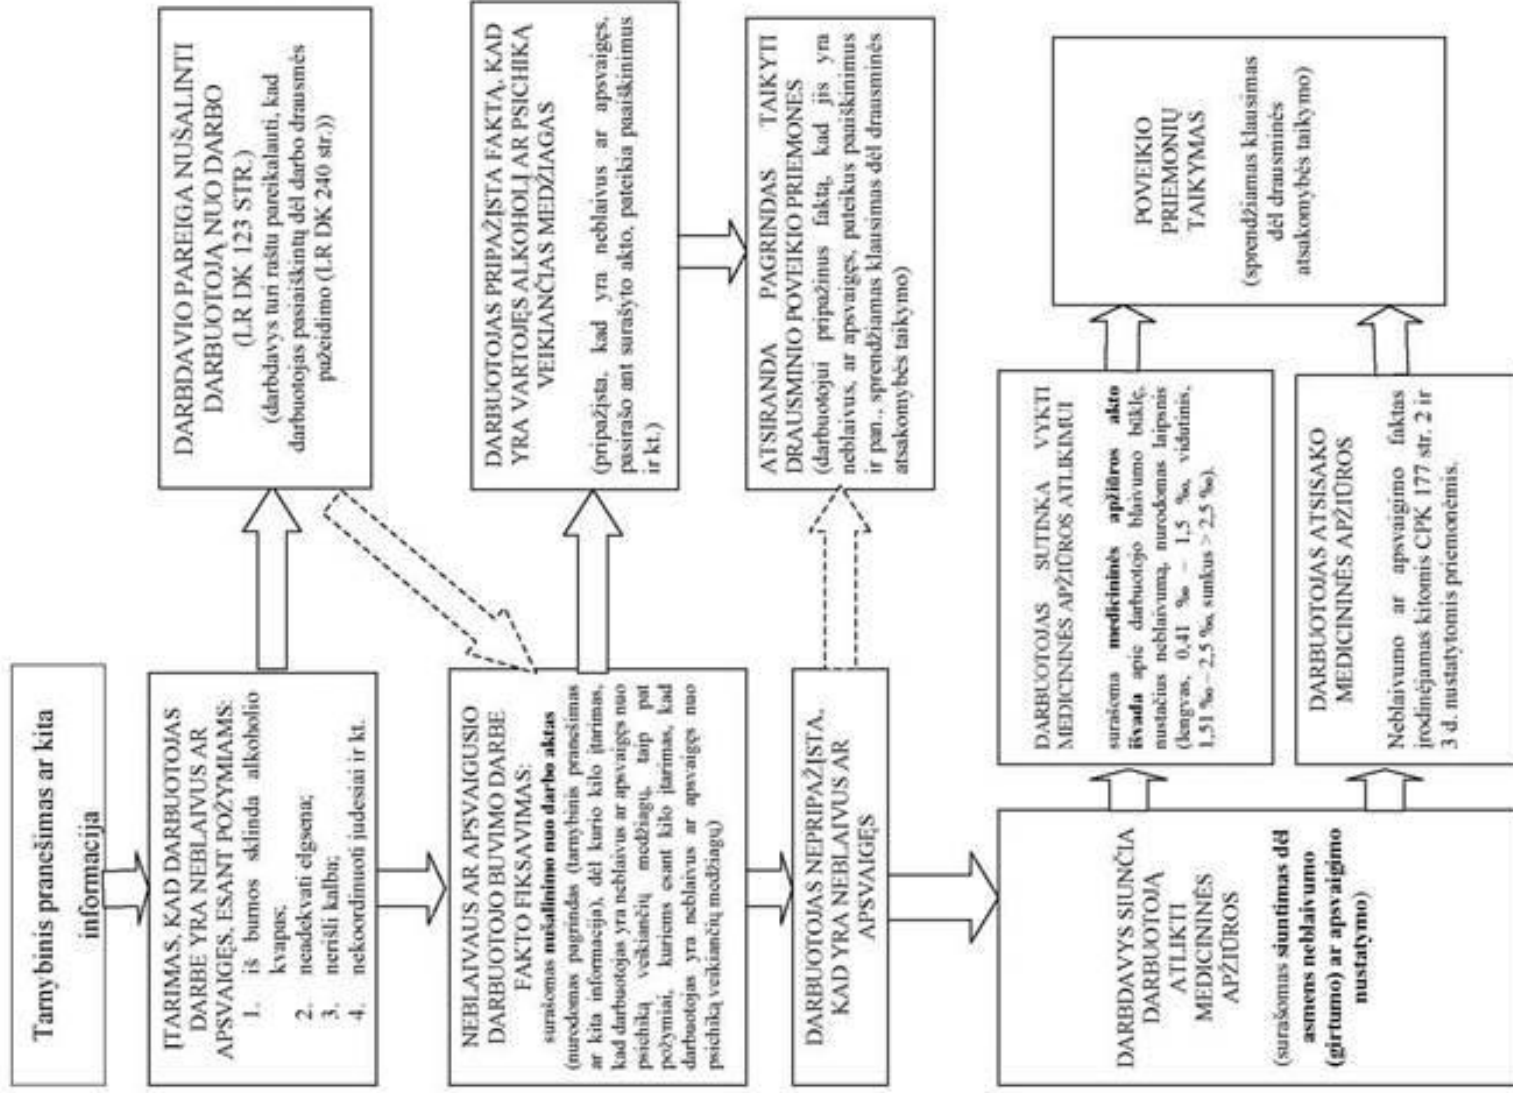 Tarnybinis pranešimas ar kita
informacija
ĮTARIMAS, KAD DARBUOTOJAS
DARBE YRA NEBLAIVUS AR
APSVAIGĘS, ESANT POŽYMIAMS:
1. iš burnos sklinda alkoholio
kvapas;
2. neadekvati elgsena;
3. nerišli kalba;
4. nekoordinuoti judesiai ir kt.
DARBDAVIO PAREIGA NUŠALINTI
DARBUOTOJĄ NUO DARBO
(LR DK 123 STR.)
(darbdavys turi raštu pareikalauti, kad
darbuotojas pasiaiškintų dėl darbo drausmės
pažeidimo (LR DK 240 str.))
NEBLAIVAUS AR APSVAIGUSIO
DARBUOTOJO BUVIMO DARBE
FAKTO FIKSAVIMAS:
surašomas nušalinimo nuo darbo aktas
(nurodomas pagrindas (tarnybinis pranešimas
ar kita informacija), dėl kurio kilo įtarimas,
kad darbuotojas yra neblaivus ar apsvaigęs nuo
psichiką veikiančių medžiagų, taip pat
požymiai, kuriems esant kilo įtarimas, kad
darbuotojas yra neblaivus ar apsvaigęs nuo
psichiką veikiančių medžiagų)
DARBUOTOJAS PRIPAŽĮSTA FAKTĄ, KAD
YRA VARTOJĘS ALKOHOLĮ AR PSICHIKĄ
VEIKIANČIAS MEDŽIAGAS
(pripažįsta, kad yra neblaivus ar apsvaigęs,
pasirašo ant surašyto akto, pateikia paaiškinimus
ir kt.)
DARBUOTOJAS NEPRIPAŽĮSTA,
KAD YRA NEBLAIVUS AR
APSVAIGĘS
ATSIRANDA PAGRINDAS TAIKYTI
DRAUSMINIO POVEIKIO PRIEMONES
(darbuotojui pripažinus faktą, kad jis yra
neblaivus, ar apsvaigęs, pateikus paaiškinimus
ir pan., sprendžiamas klausimas dėl drausminės
atsakomybės taikymo)
DARBDAVYS SIUNČIA
DARBUOTOJĄ
ATLIKTI
MEDICININĖS
APŽIŪROS
(surašomas siuntimas dėl
asmens neblaivumo
(girtumo) ar apsvaigimo
nustatymo)
DARBUOTOJAS SUTINKA VYKTI
MEDICININĖS APŽIŪROS ATLIKIMUI
surašoma medicininės apžiūros akto
išvada apie darbuotojo blaivumo būklę,
nustačius neblaivumą, nurodomas laipsnis
(lengvas, 0,41 ‰ – 1,5 ‰, vidutinis,
1,51 ‰ – 2,5 ‰, sunkus > 2,5 ‰).
DARBUOTOJAS ATSISAKO
MEDICININĖS APŽIŪROS
Neblaivumo ar apsvaigimo faktas
įrodinėjamas kitomis CPK 177 str. 2 ir
3 d. nustatytomis priemonėmis.
POVEIKIO
PRIEMONIŲ
TAIKYMAS
(sprendžiamas klausimas
dėl drausminės
atsakomybės taikymo)